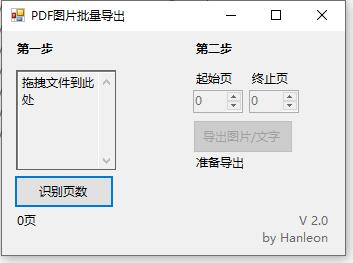 PDF图片批量导出
第一步
第二步
拖拽文件到此
处
起始页 终止页
0 0
导出图片/文字
准备导出
识别页数
0页
V 2.0
by Hanleon